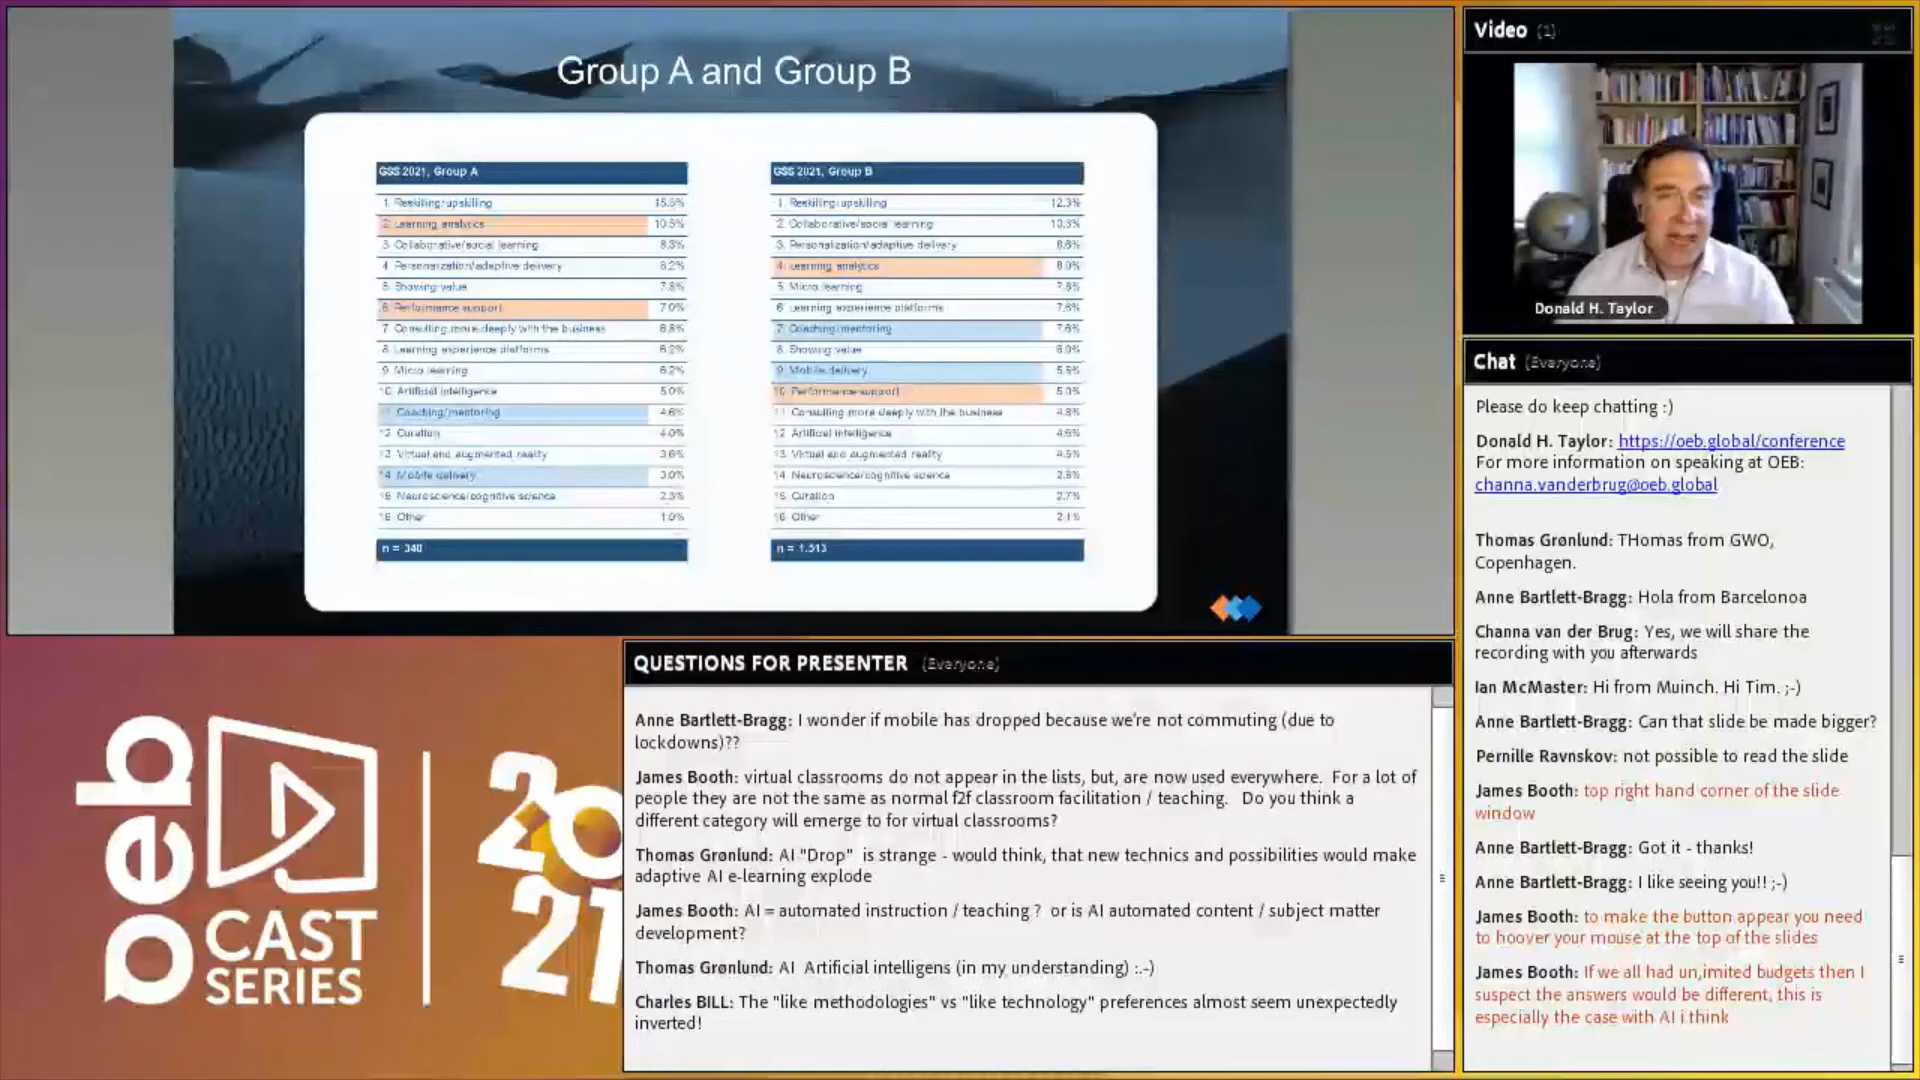 Group A and Group B
GSS 2021, Group A
1. Reskilling/upskilling 15.6%
2. Learning analytics 10.5%
3. Collaborative/social learning 8.3%
4. Personalization/adaptive delivery 8.2%
5. Showing value 7.8%
6. Performance support 7.0%
7. Consulting more deeply with the business 6.8%
8. Learning experience platforms 6.2%
9. Micro learning 6.2%
10. Artificial intelligence 5.0%
11. Coaching/mentoring 4.6%
12. Curation 4.0%
13. Virtual and augmented reality 3.6%
14. Mobile delivery 3.0%
15. Neuroscience/cognitive science 2.3%
16. Other 1.0%
n = 340
GSS 2021, Group B
1. Reskilling/upskilling 12.3%
2. Collaborative/social learning 10.3%
3. Personalization/adaptive delivery 8.6%
4. Learning analytics 8.0%
5. Micro learning 7.8%
6. Learning experience platforms 7.6%
7. Coaching/mentoring 7.6%
8. Showing value 6.0%
9. Mobile delivery 5.5%
10. Performance support 5.0%
11. Consulting more deeply with the business 4.8%
12. Artificial intelligence 4.6%
13. Virtual and augmented reality 4.5%
14. Neuroscience/cognitive science 2.8%
15. Curation 2.7%
16. Other 2.1%
n = 1,513
Video (1)
Donald H. Taylor
Chat (Everyone)
Please do keep chatting :)
Donald H. Taylor: https://oeb.global/conference
For more information on speaking at OEB:
channa.vanderbrug@oeb.global
Thomas Grønlund: THomas from GWO,
Copenhagen.
Anne Bartlett-Bragg: Hola from Barcelonoa
Channa van der Brug: Yes, we will share the
recording with you afterwards
Ian McMaster: Hi from Muinch. Hi Tim. ;-)
Anne Bartlett-Bragg: Can that slide be made bigger?
Pernille Ravnskov: not possible to read the slide
James Booth: top right hand corner of the slide
window
Anne Bartlett-Bragg: Got it - thanks!
Anne Bartlett-Bragg: I like seeing you!! ;-)
James Booth: to make the button appear you need
to hoover your mouse at the top of the slides
James Booth: If we all had un,imited budgets then I
suspect the answers would be different, this is
especially the case with AI i think
oeb
CAST
SERIES
2021
QUESTIONS FOR PRESENTER (Everyone)
Anne Bartlett-Bragg: I wonder if mobile has dropped because we're not commuting (due to
lockdowns)??
James Booth: virtual classrooms do not appear in the lists, but, are now used everywhere. For a lot of
people they are not the same as normal f2f classroom facilitation / teaching. Do you think a
different category will emerge to for virtual classrooms?
Thomas Grønlund: AI "Drop" is strange - would think, that new technics and possibilities would make
adaptive AI e-learning explode
James Booth: AI = automated instruction / teaching ? or is AI automated content / subject matter
development?
Thomas Grønlund: AI Artificial intelligens (in my understanding) :.-)
Charles BILL: The "like methodologies" vs "like technology" preferences almost seem unexpectedly
inverted!